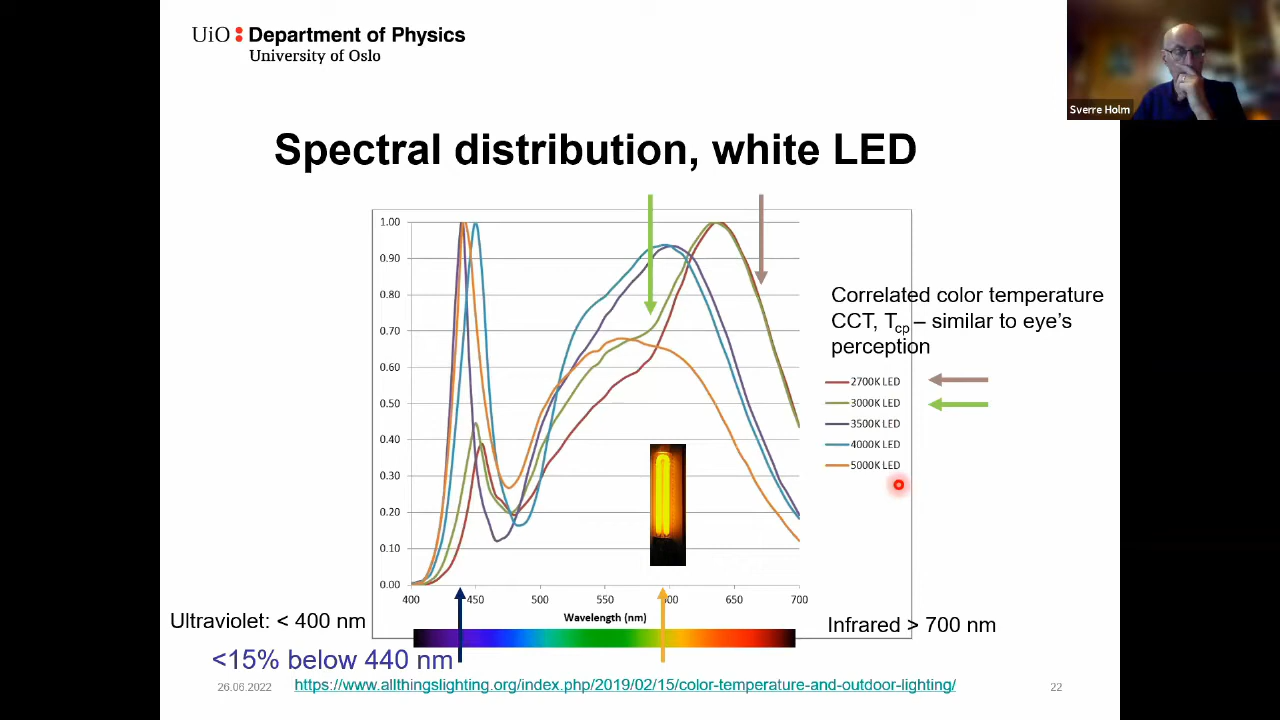 UiO : Department of Physics
University of Oslo
Sverre Holm
Spectral distribution, white LED
1.00
0.90
0.80
0.70
0.60
0.50
0.40
0.30
0.20
0.10
0.00
400 450 500 550 600 650 700
Wavelength (nm)
Correlated color temperature
CCT, Tcp – similar to eye’s
perception
2700K LED
3000K LED
3500K LED
4000K LED
5000K LED
Ultraviolet: < 400 nm
Infrared > 700 nm
<15% below 440 nm
26.06.2022
https://www.allthingslighting.org/index.php/2019/02/15/color-temperature-and-outdoor-lighting/
22